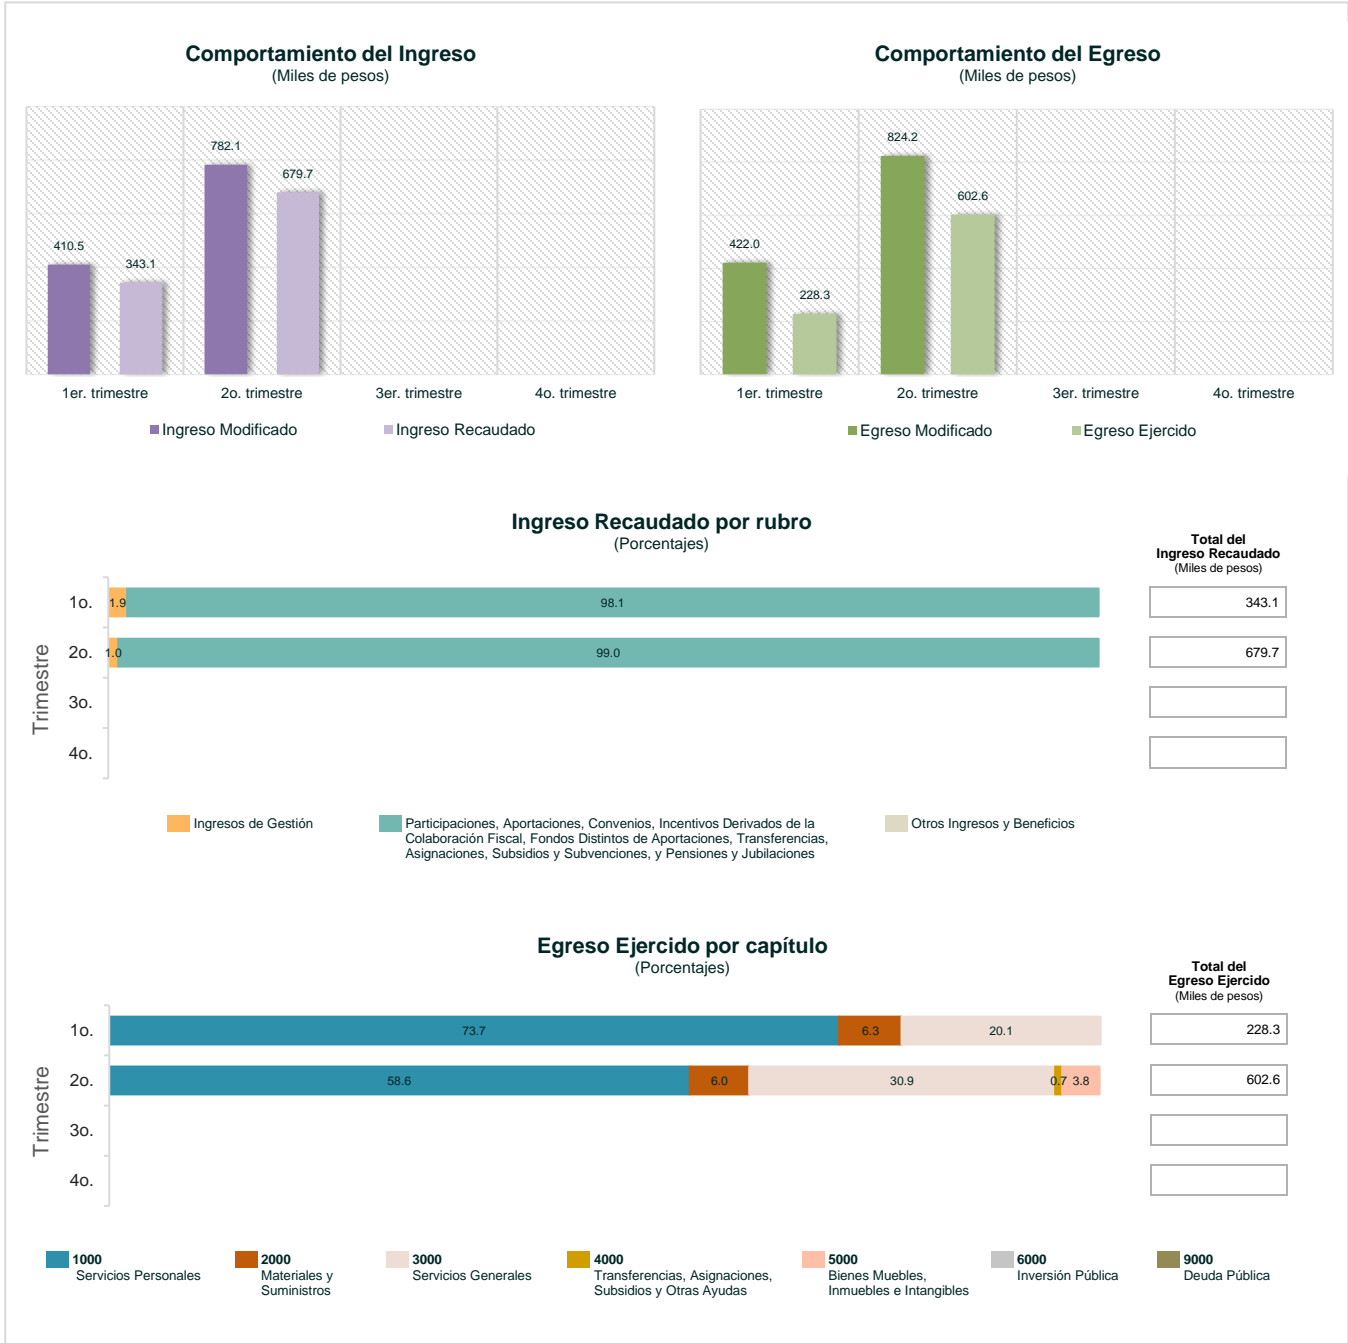 Comportamiento del Ingreso
(Miles de pesos)
410.5
343.1
782.1
679.7
1er. trimestre
2o. trimestre
3er. trimestre
4o. trimestre
Ingreso Modificado
Ingreso Recaudado
Comportamiento del Egreso
(Miles de pesos)
422.0
228.3
824.2
602.6
1er. trimestre
2o. trimestre
3er. trimestre
4o. trimestre
Egreso Modificado
Egreso Ejercido
Ingreso Recaudado por rubro
(Porcentajes)
Total del
Ingreso Recaudado
(Miles de pesos)
Trimestre
1o.
1.9
98.1
343.1
2o.
1.0
99.0
679.7
3o.
4o.
Ingresos de Gestión
Participaciones, Aportaciones, Convenios, Incentivos Derivados de la
Colaboración Fiscal, Fondos Distintos de Aportaciones, Transferencias,
Asignaciones, Subsidios y Subvenciones, y Pensiones y Jubilaciones
Otros Ingresos y Beneficios
Egreso Ejercido por capítulo
(Porcentajes)
Total del
Egreso Ejercido
(Miles de pesos)
Trimestre
1o.
73.7
6.3
20.1
228.3
2o.
58.6
6.0
30.9
0.7
3.8
602.6
3o.
4o.
1000
Servicios Personales
2000
Materiales y
Suministros
3000
Servicios Generales
4000
Transferencias, Asignaciones,
Subsidios y Otras Ayudas
5000
Bienes Muebles,
Inmuebles e Intangibles
6000
Inversión Pública
9000
Deuda Pública